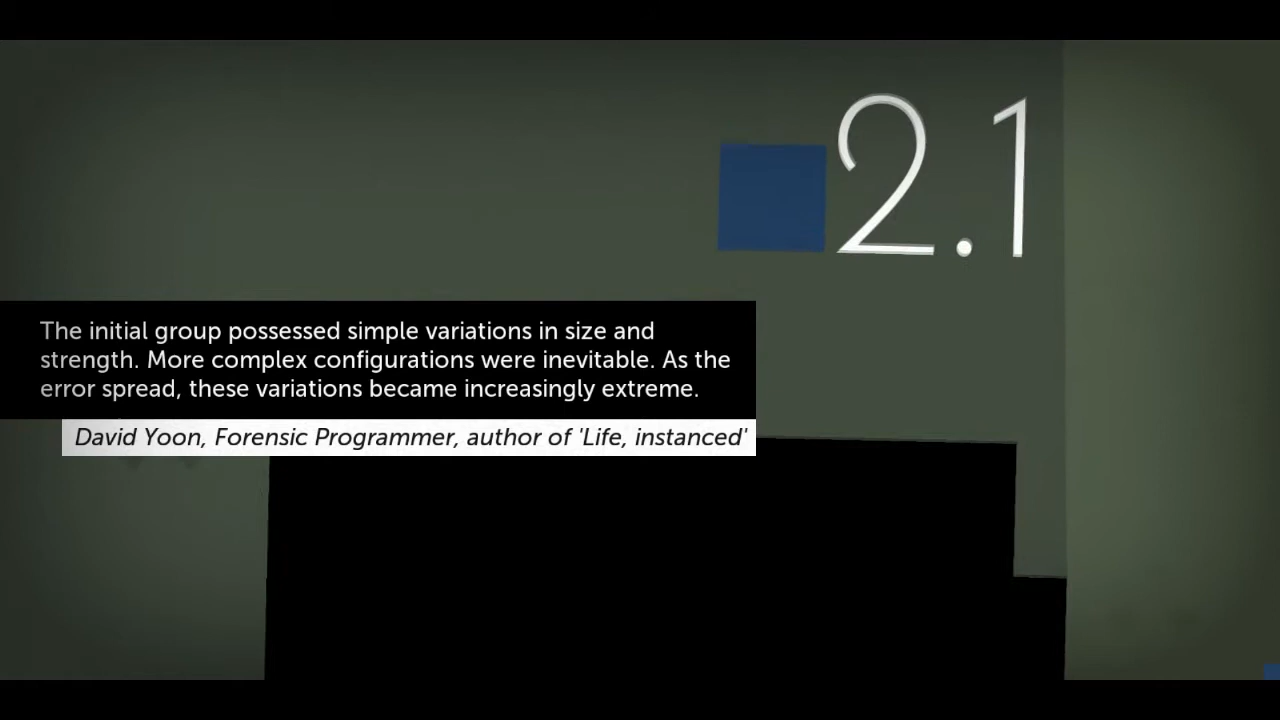 2.1
The initial group possessed simple variations in size and
strength. More complex configurations were inevitable. As the
error spread, these variations became increasingly extreme.
David Yoon, Forensic Programmer, author of 'Life, instanced'